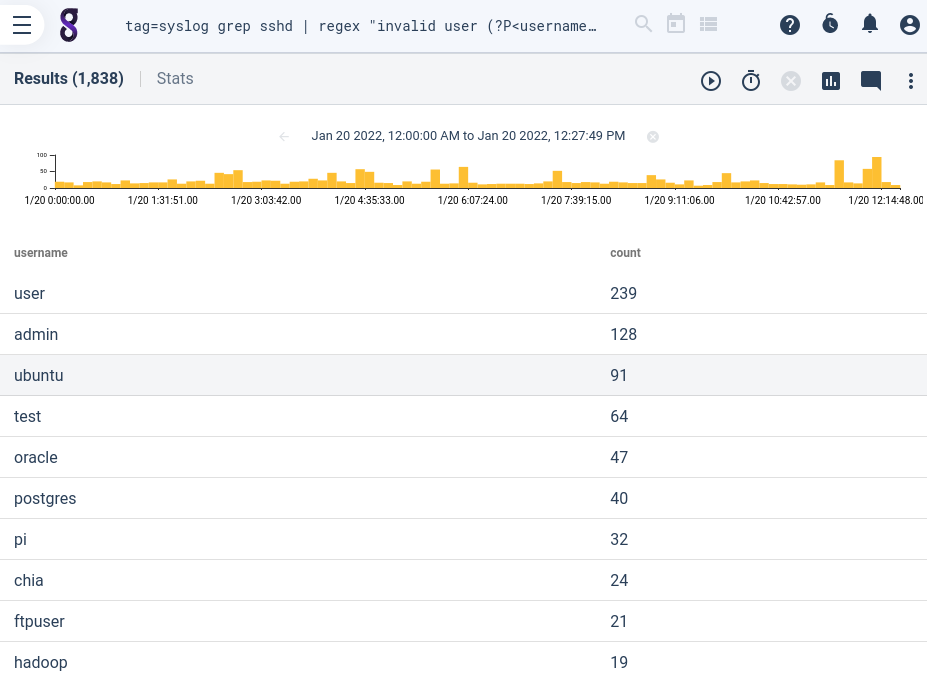 tag=syslog grep sshd | regex "invalid user (?P<username…
Results (1,838) Stats
Jan 20 2022, 12:00:00 AM to Jan 20 2022, 12:27:49 PM
100
50
0
1/20 0:00:00.00 1/20 1:31:51.00 1/20 3:03:42.00 1/20 4:35:33.00 1/20 6:07:24.00 1/20 7:39:15.00 1/20 9:11:06.00 1/20 10:42:57.00 1/20 12:14:48.00
username count
user 239
admin 128
ubuntu 91
test 64
oracle 47
postgres 40
pi 32
chia 24
ftpuser 21
hadoop 19